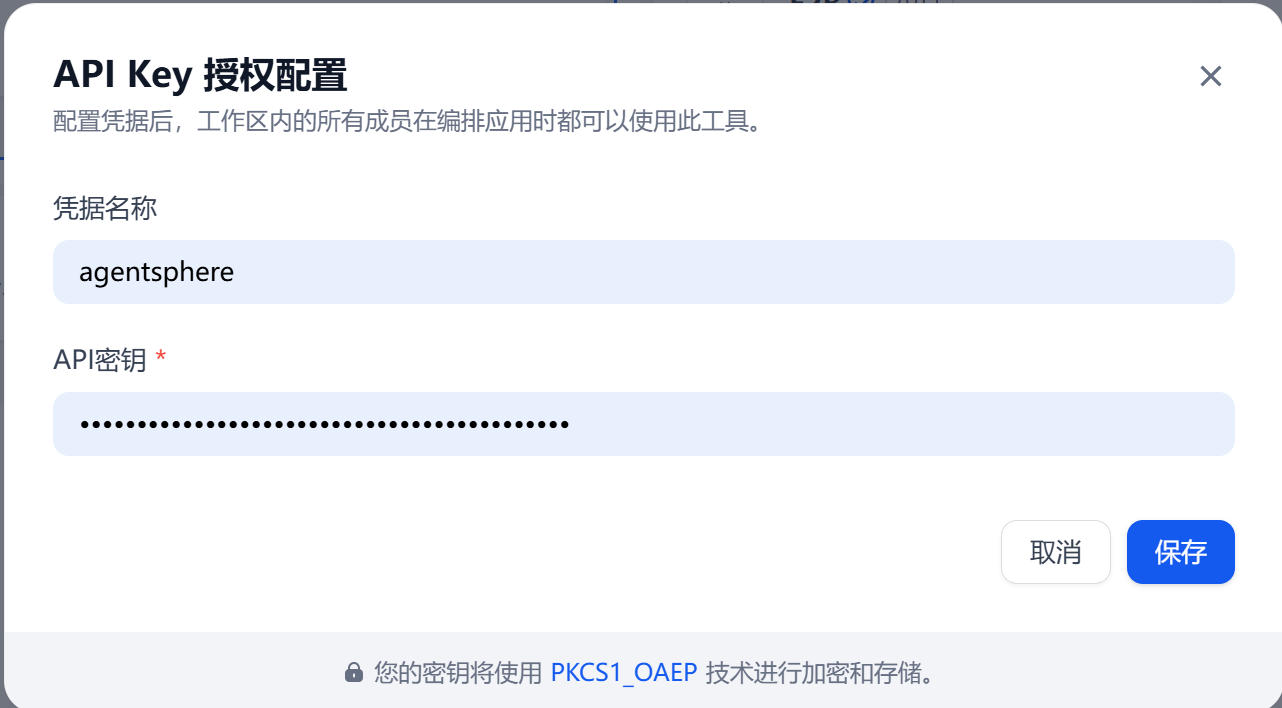 API Key 授权配置
配置凭据后，工作区内的所有成员在编排应用时都可以使用此工具。
凭据名称
agentsphere
API密钥 *
•••••••••••••••••••••••••••••••••••••••••••
取消
保存
您的密钥将使用 PKCS1_OAEP 技术进行加密和存储。